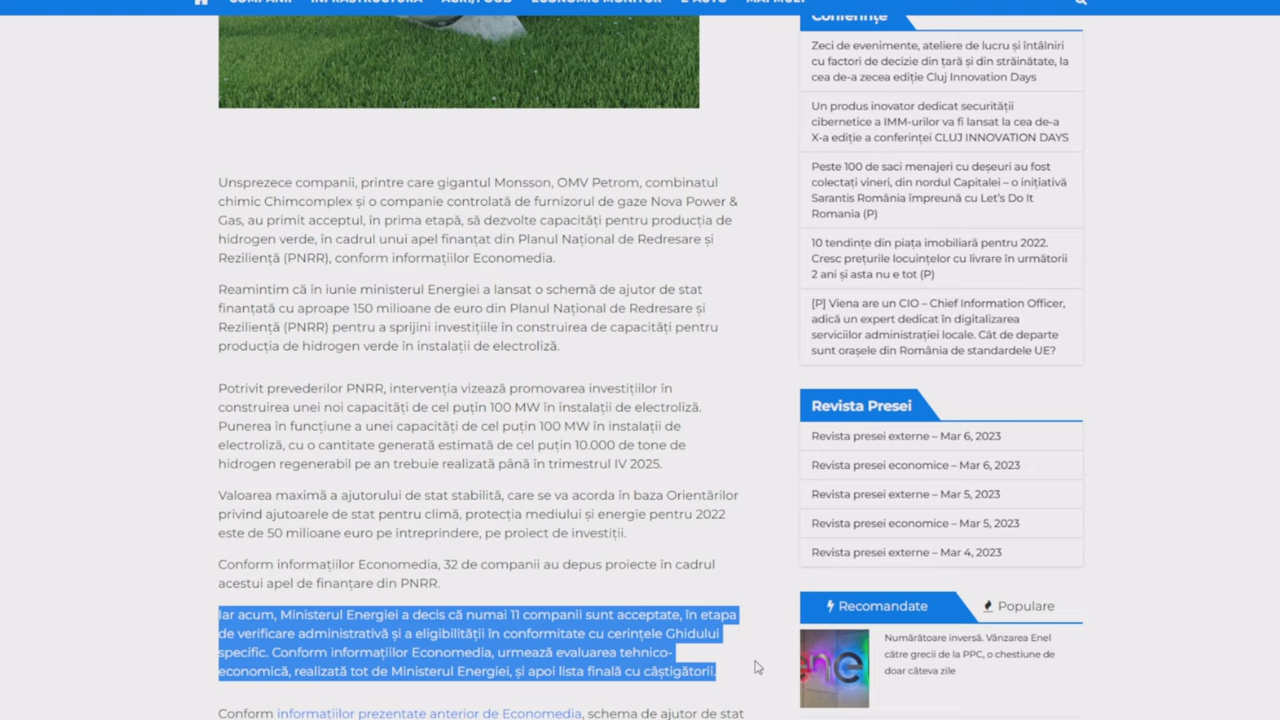 COMPANII INFRASTRUCTURA AGRI/FOOD ECONOMIC MONITOR E-AUTO MAI MULT
Unsprezece companii, printre care gigantul Monsson, OMV Petrom, combinatul
chimic Chimcomplex și o companie controlată de furnizorul de gaze Nova Power &
Gas, au primit acceptul, în prima etapă, să dezvolte capacități pentru producția de
hidrogen verde, în cadrul unui apel finanțat din Planul Național de Redresare și
Reziliență (PNRR), conform informațiilor Economedia.
Reamintim că în iunie ministerul Energiei a lansat o schemă de ajutor de stat
finanțată cu aproape 150 milioane de euro din Planul Național de Redresare și
Reziliență (PNRR) pentru a sprijini investițiile în construirea de capacități pentru
producția de hidrogen verde în instalații de electroliză.
Potrivit prevederilor PNRR, intervenția vizează promovarea investițiilor în
construirea unei noi capacități de cel puțin 100 MW în instalații de electroliză.
Punerea în funcțiune a unei capacități de cel puțin 100 MW în instalații de
electroliză, cu o cantitate generată estimată de cel puțin 10.000 de tone de
hidrogen regenerabil pe an trebuie realizată până în trimestrul IV 2025.
Valoarea maximă a ajutorului de stat stabilită, care se va acorda în baza Orientărilor
privind ajutoarele de stat pentru climă, protecția mediului și energie pentru 2022
este de 50 milioane euro pe întreprindere, pe proiect de investiții.
Conform informațiilor Economedia, 32 de companii au depus proiecte în cadrul
acestui apel de finanțare din PNRR.
Iar acum, Ministerul Energiei a decis că numai 11 companii sunt acceptate, în etapa
de verificare administrativă și a eligibilității în conformitate cu cerințele Ghidului
specific. Conform informațiilor Economedia, urmează evaluarea tehnico-
economică, realizată tot de Ministerul Energiei, și apoi lista finală cu câștigătorii.
Conform informațiilor prezentate anterior de Economedia, schema de ajutor de stat
Conferințe
Zeci de evenimente, ateliere de lucru și întâlniri
cu factori de decizie din țară și din străinătate, la
cea de-a zecea ediție Cluj Innovation Days
Un produs inovator dedicat securității
cibernetice a IMM-urilor va fi lansat la cea de-a
X-a ediție a conferinței CLUJ INNOVATION DAYS
Peste 100 de saci menajeri cu deșeuri au fost
colectați vineri, din nordul Capitalei – o inițiativă
Sarantis România împreună cu Let's Do It
Romania (P)
10 tendințe din piața imobiliară pentru 2022.
Cresc prețurile locuințelor cu livrare în următorii
2 ani și asta nu e tot (P)
[P] Viena are un CIO – Chief Information Officer,
adică un expert dedicat în digitalizarea
serviciilor administrației locale. Cât de departe
sunt orașele din România de standardele UE?
Revista Presei
Revista presei externe – Mar 6, 2023
Revista presei economice – Mar 6, 2023
Revista presei externe – Mar 5, 2023
Revista presei economice – Mar 5, 2023
Revista presei externe – Mar 4, 2023
Recomandate Populare
Numărătoare inversă. Vânzarea Enel
către grecii de la PPC, o chestiune de
doar câteva zile